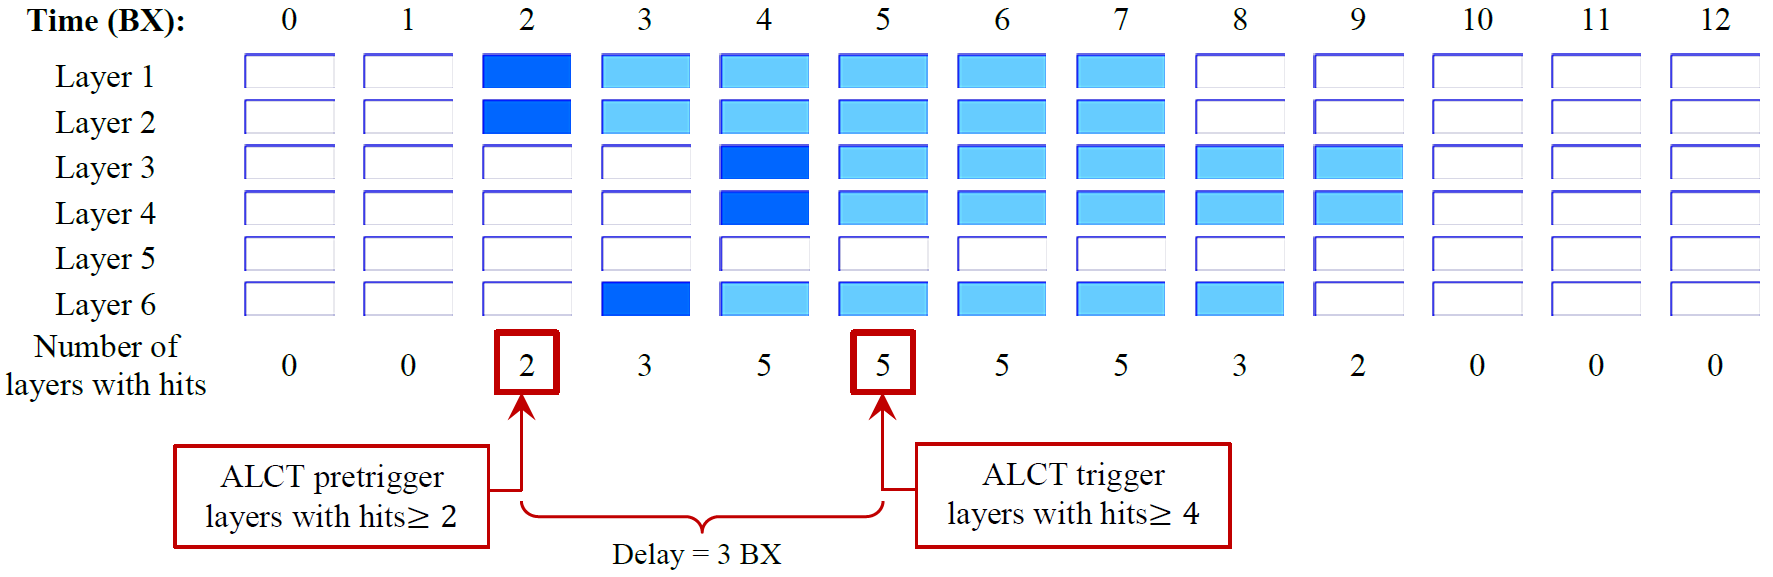 Time (BX): 0 1 2 3 4 5 6 7 8 9 10 11 12
Layer 1
Layer 2
Layer 3
Layer 4
Layer 5
Layer 6
Number of
layers with hits 0 0 2 3 5 5 5 5 3 2 0 0 0
ALCT pretrigger
layers with hits≥ 2
ALCT trigger
layers with hits≥ 4
Delay = 3 BX